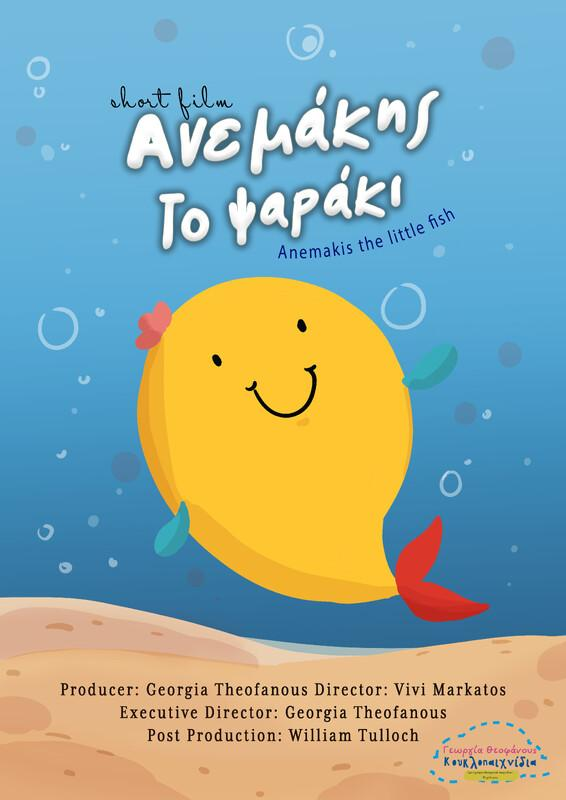 short film
Ανεμάκης
Το ψαράκι
Anemakis the little fish
Producer: Georgia Theofanous Director: Vivi Markatos
Executive Director: Georgia Theofanous
Post Production: William Tulloch
Γεωργία Θεοφάνους
Κουκλοπαιχνίδια